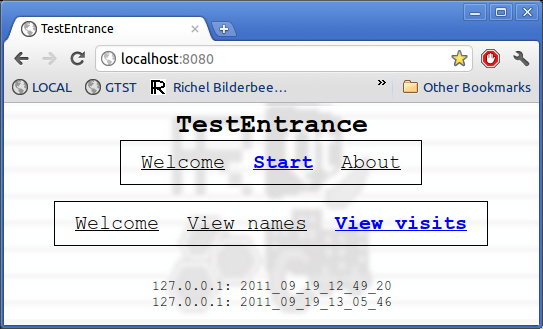 TestEntrance
localhost:8080
LOCAL GTST R Richel Bilderbee... » Other Bookmarks
TestEntrance
Welcome Start About
Welcome View names View visits
127.0.0.1: 2011_09_19_12_49_20
127.0.0.1: 2011_09_19_13_05_46